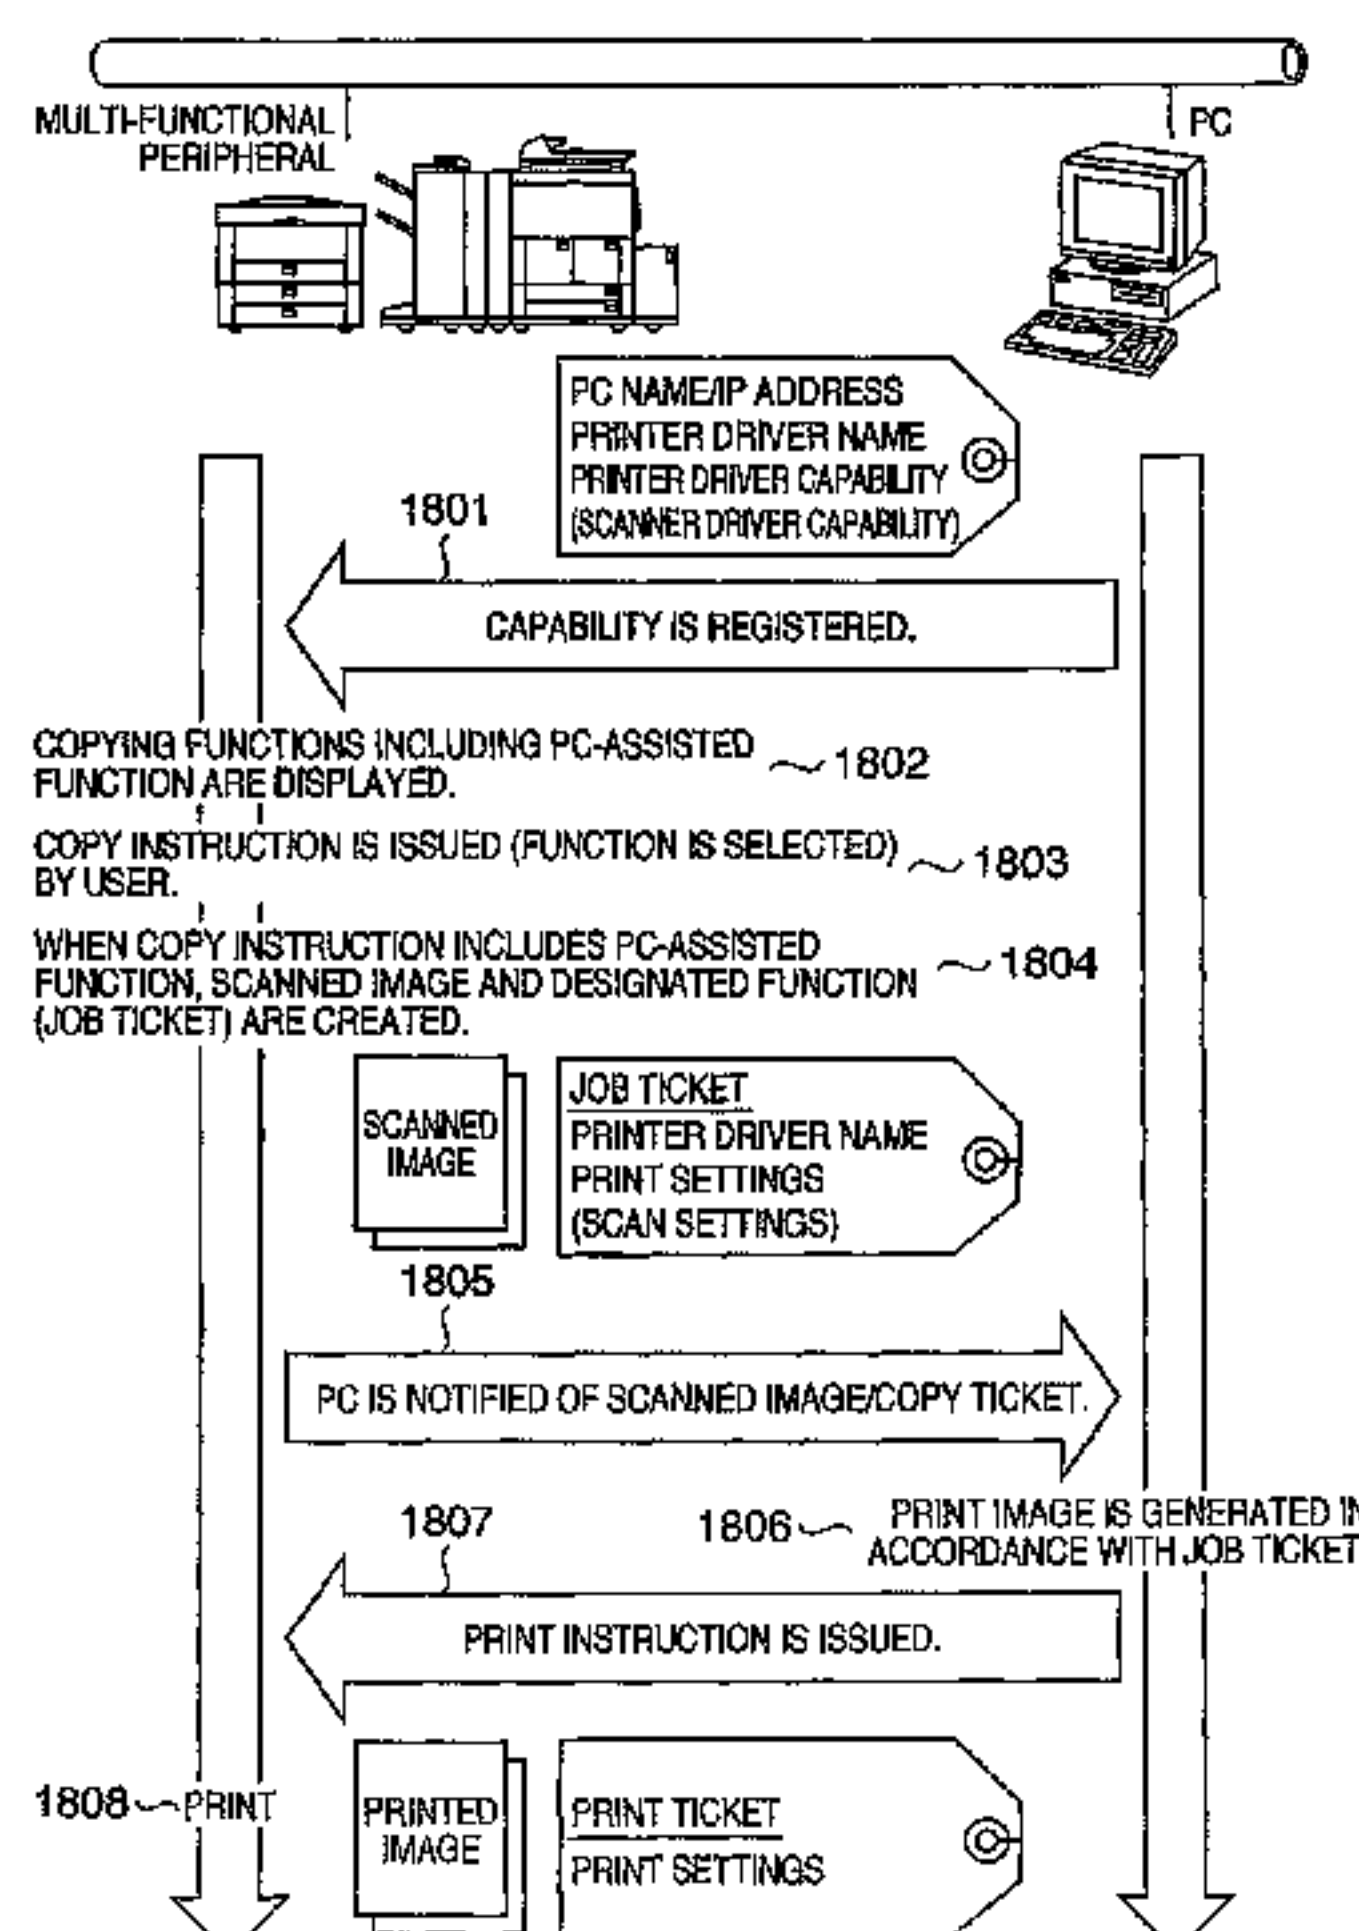 MULTI-FUNCTIONAL
PERIPHERAL
PC
PC NAME/IP ADDRESS
PRINTER DRIVER NAME
PRINTER DRIVER CAPABILITY
(SCANNER DRIVER CAPABILITY)
1801
CAPABILITY IS REGISTERED.
COPYING FUNCTIONS INCLUDING PC-ASSISTED
FUNCTION ARE DISPLAYED.
1802
COPY INSTRUCTION IS ISSUED (FUNCTION IS SELECTED)
BY USER.
1803
WHEN COPY INSTRUCTION INCLUDES PC-ASSISTED
FUNCTION, SCANNED IMAGE AND DESIGNATED FUNCTION
(JOB TICKET) ARE CREATED.
1804
SCANNED
IMAGE
JOB TICKET
PRINTER DRIVER NAME
PRINT SETTINGS
(SCAN SETTINGS)
1805
PC IS NOTIFIED OF SCANNED IMAGE/COPY TICKET.
1806
PRINT IMAGE IS GENERATED IN
ACCORDANCE WITH JOB TICKET
1807
PRINT INSTRUCTION IS ISSUED.
1808
PRINT
PRINTED
IMAGE
PRINT TICKET
PRINT SETTINGS